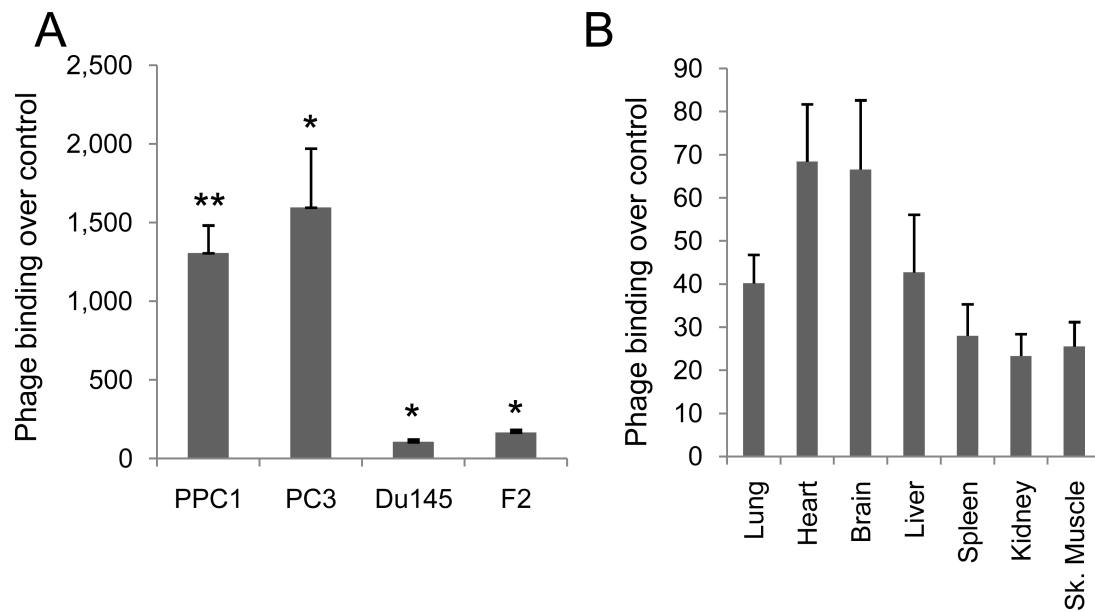 A
Phage binding over control
2,500
2,000
1,500
1,000
500
0
**
*
*
*
PPC1 PC3 Du145 F2
B
Phage binding over control
90
80
70
60
50
40
30
20
10
0
Lung
Heart
Brain
Liver
Spleen
Kidney
Sk. Muscle